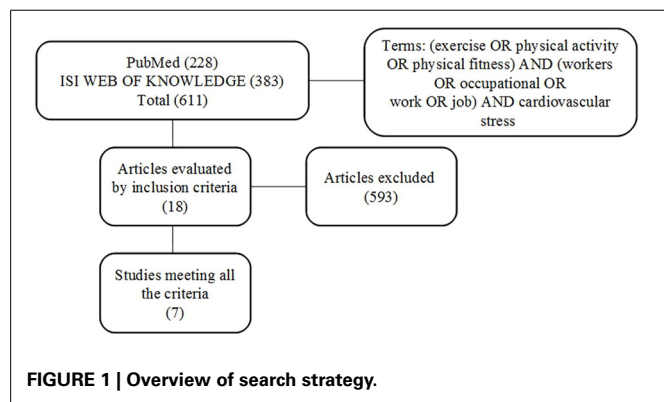 PubMed (228)
ISI WEB OF KNOWLEDGE (383)
Total (611)
Terms: (exercise OR physical activity
OR physical fitness) AND (workers
OR occupational OR
work OR job) AND cardiovascular
stress
Articles evaluated
by inclusion criteria
(18)
Articles excluded
(593)
Studies meeting all
the criteria
(7)
FIGURE 1 | Overview of search strategy.